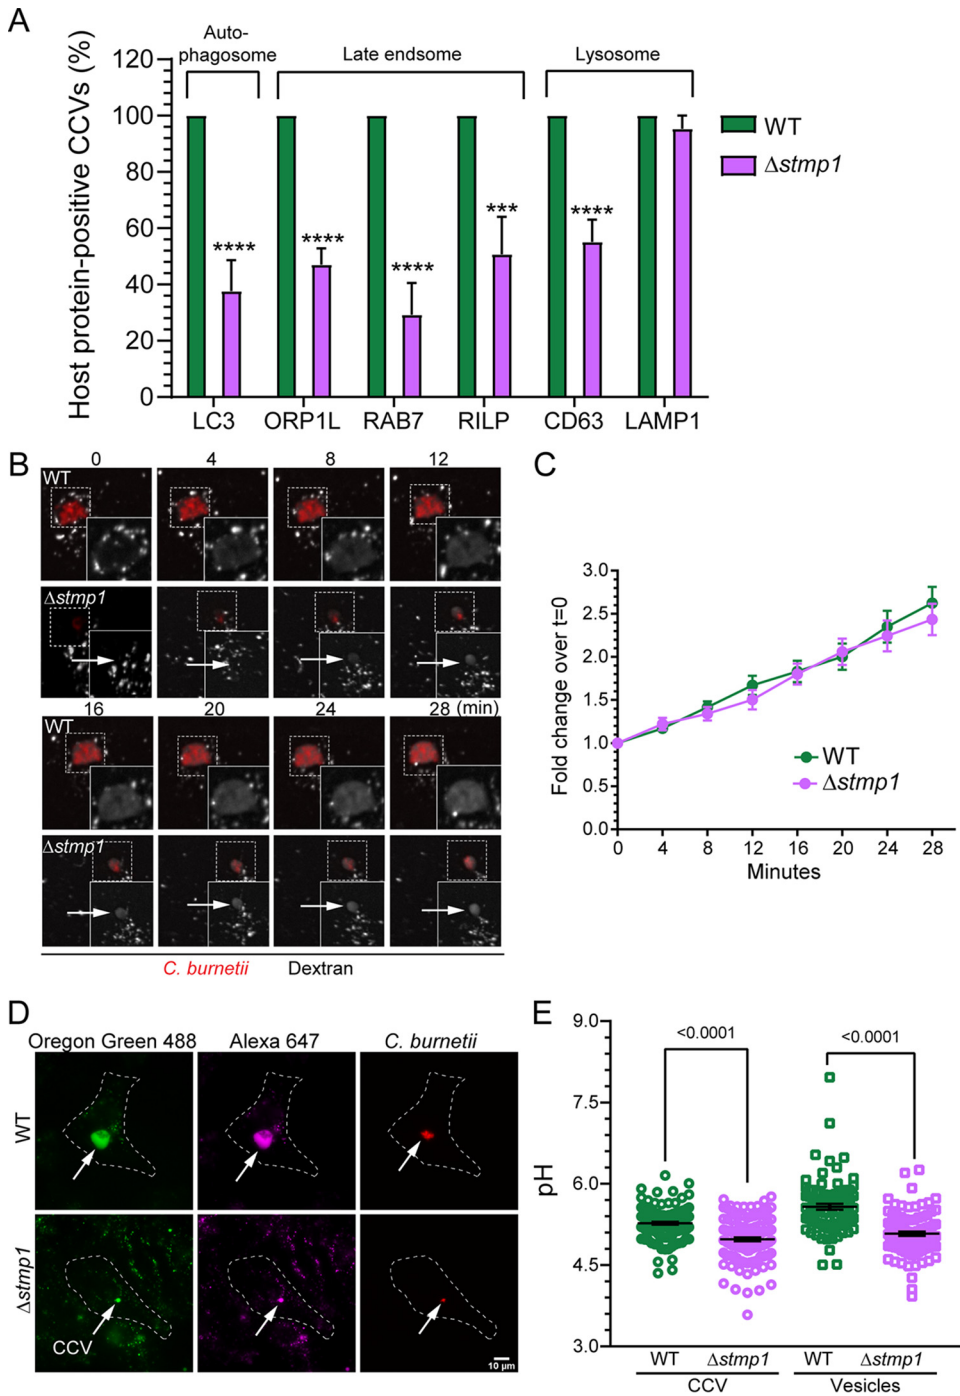 A
Host protein-positive CCVs (%)
Auto-
phagosome
Late endsome
Lysosome
120
100
80
60
40
20
0
****
****
****
***
****
WT
Δstmp1
LC3
ORP1L
RAB7
RILP
CD63
LAMP1
B
0
4
8
12
WT
Δstmp1
16
20
24
28 (min)
WT
Δstmp1
C. burnetii
Dextran
C
Fold change over t=0
3.0
2.5
2.0
1.5
1.0
0.5
0.0
WT
Δstmp1
0
4
8
12
16
20
24
28
Minutes
D
Oregon Green 488
Alexa 647
C. burnetii
WT
Δstmp1
CCV
10 µm
E
pH
9.0
7.5
6.0
4.5
3.0
<0.0001
<0.0001
WT
Δstmp1
WT
Δstmp1
CCV
Vesicles